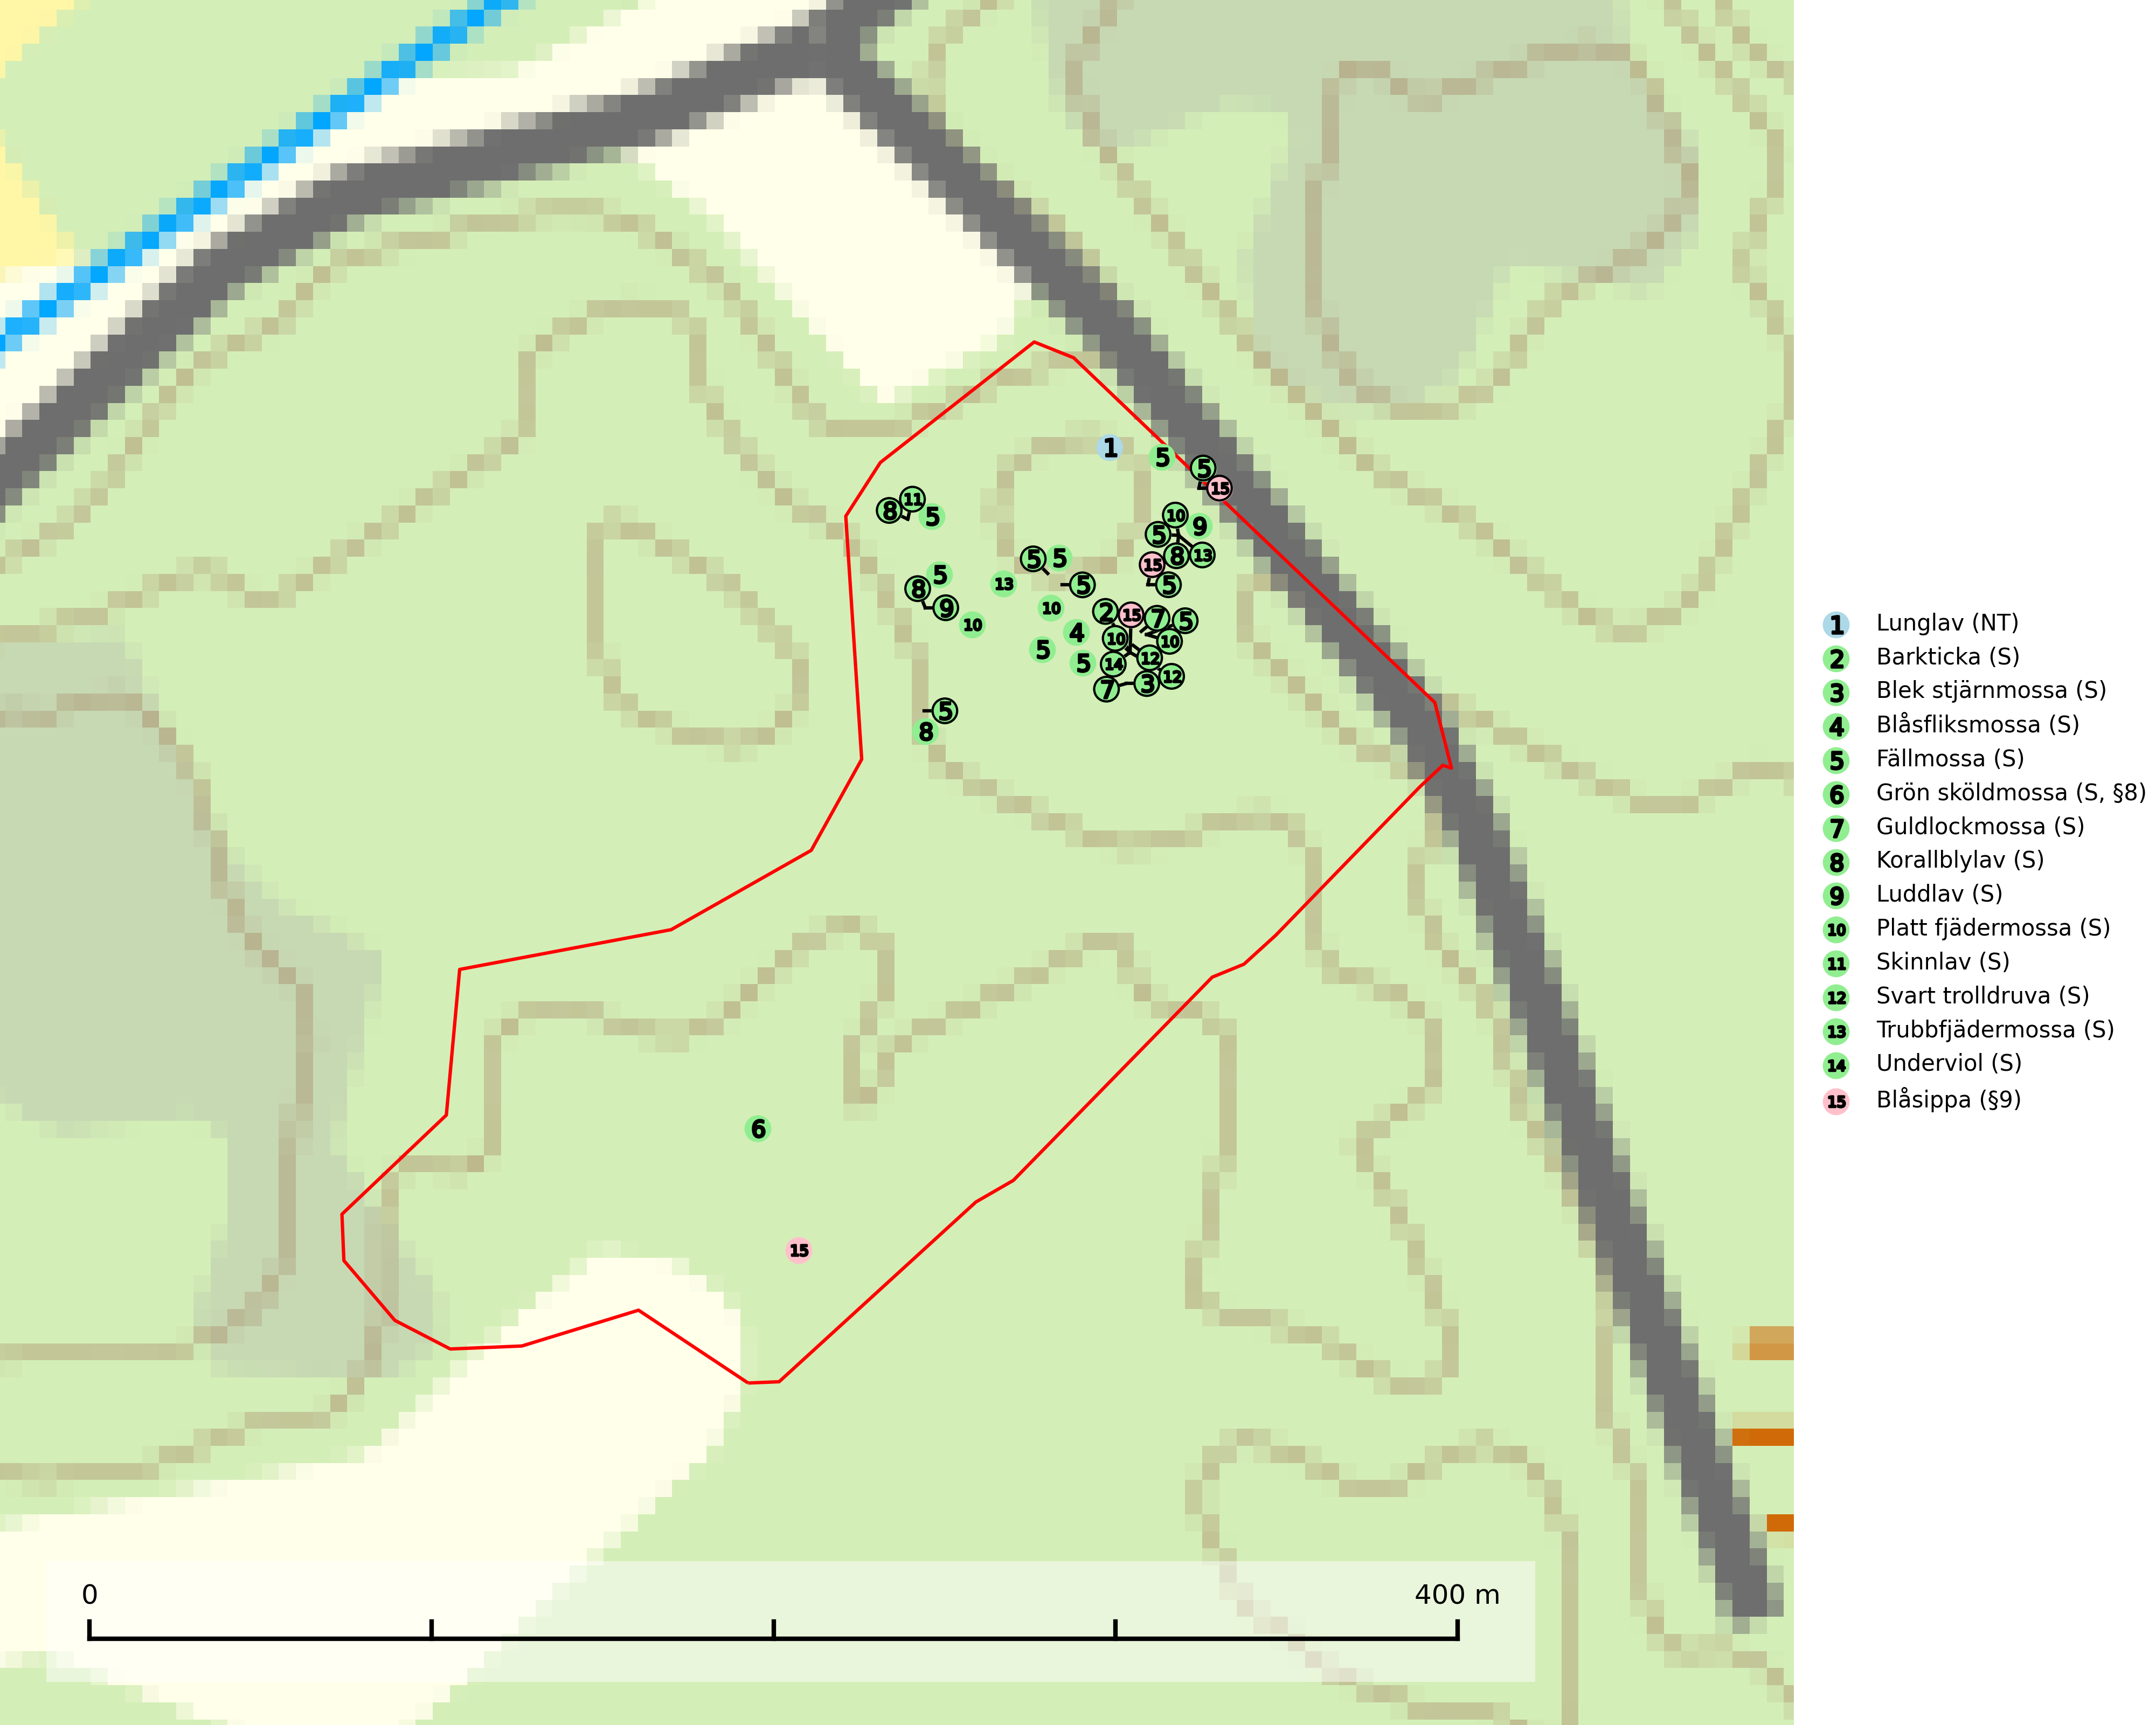 1
5
5
15
11
8
5
10
9
5
5
5
8
13
15
5
13
5
5
8
9
10
10
2
15
7
5
4
10
10
5
12
5
14
12
3
7
5
8
6
15
0
400 m
1 Lunglav (NT)
2 Barkticka (S)
3 Blek stjärnmossa (S)
4 Blåsfliksmossa (S)
5 Fällmossa (S)
6 Grön sköldmossa (S, §8)
7 Guldlockmossa (S)
8 Korallblylav (S)
9 Luddlav (S)
10 Platt fjädermossa (S)
11 Skinnlav (S)
12 Svart trolldruva (S)
13 Trubbfjädermossa (S)
14 Underviol (S)
15 Blåsippa (§9)